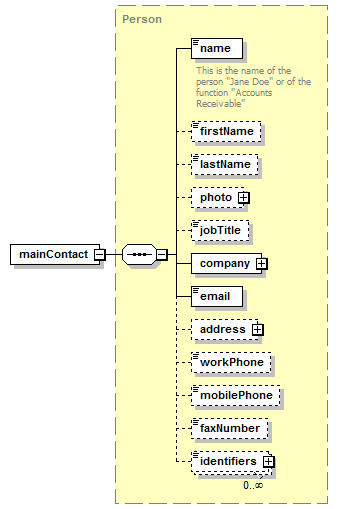 Person
name
This is the name of the
person "Jane Doe" or of the
function "Accounts
Receivable"
firstName
lastName
photo
jobTitle
mainContact
company
email
address
workPhone
mobilePhone
faxNumber
identifiers
0..∞